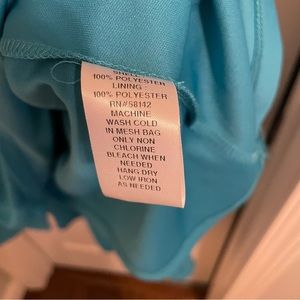 SHELL:
100% POLYESTER
LINING:
100% POLYESTER
RN#58142
MACHINE
WASH COLD
IN MESH BAG
ONLY NON
CHLORINE
BLEACH WHEN
NEEDED
HANG DRY
LOW IRON
AS NEEDED